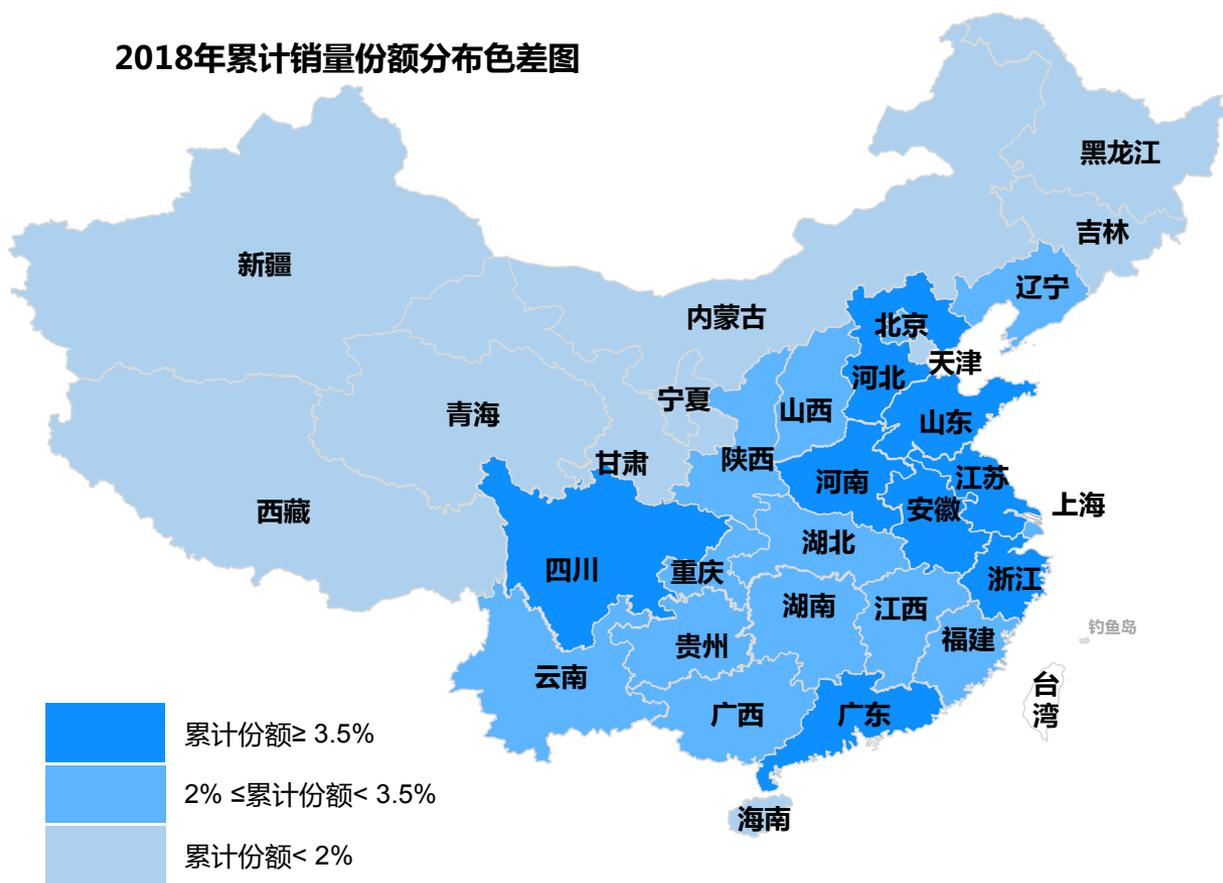 2018年累计销量份额分布色差图
黑龙江
吉林
新疆
辽宁
内蒙古
北京
天津
河北
宁夏
山西
青海
山东
甘肃
陕西
江苏
河南
上海
安徽
西藏
湖北
四川
重庆
浙江
湖南
江西
钓鱼岛
福建
贵州
云南
台
湾
广西
广东
累计份额≥ 3.5%
2% ≤累计份额< 3.5%
海南
累计份额< 2%